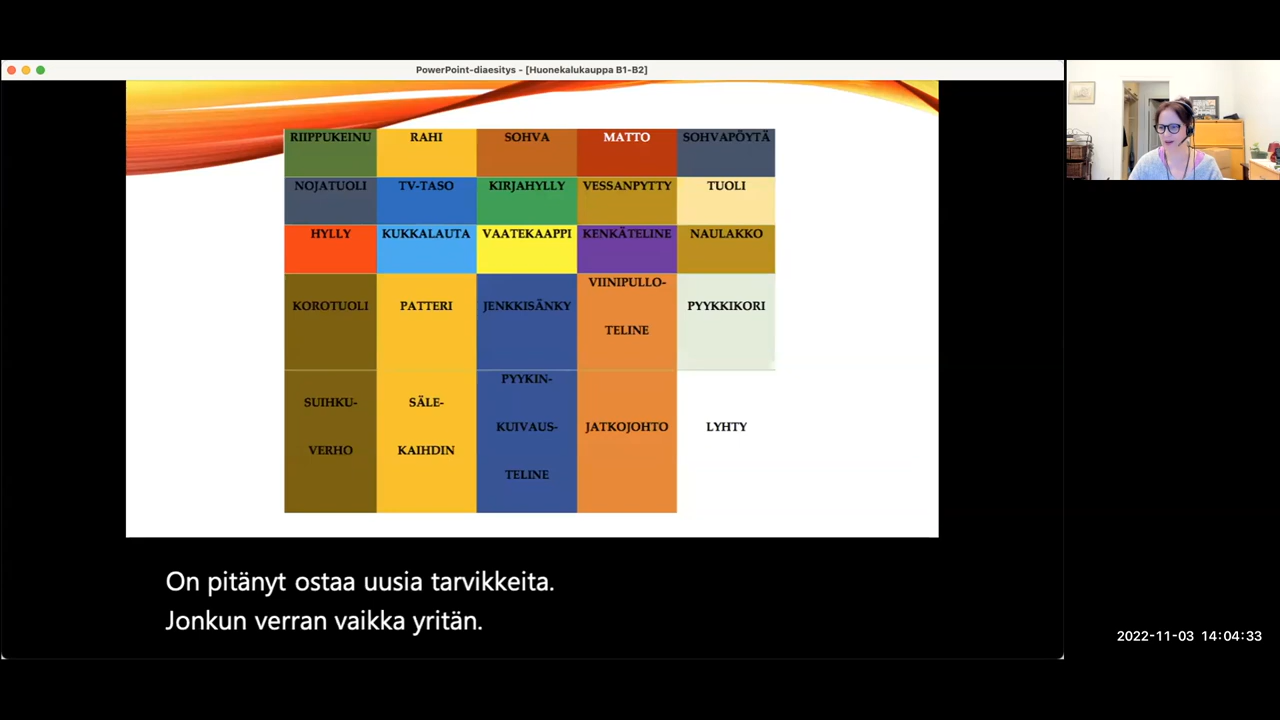 PowerPoint-diaesitys - [Huonekalukauppa B1-B2]
RIIPPUKEINU RAHI SOHVA MATTO SOHVAPÖYTÄ
NOJATUOLI TV-TASO KIRJAHYLLY VESSANPYTTY TUOLI
HYLLY KUKKALAUTA VAATEKAAPPI KENKÄTELINE NAULAKKO
KOROTUOLI PATTERI JENKKISÄNKY VIINIPULLO-
TELINE PYYKKIKORI
SUIHKU-
VERHO
SÄLE-
KAIHDIN
PYYKIN-
KUIVAUS-
TELINE
JATKOJOHTO
LYHTY
On pitänyt ostaa uusia tarvikkeita.
Jonkun verran vaikka yritän.
2022-11-03 14:04:33